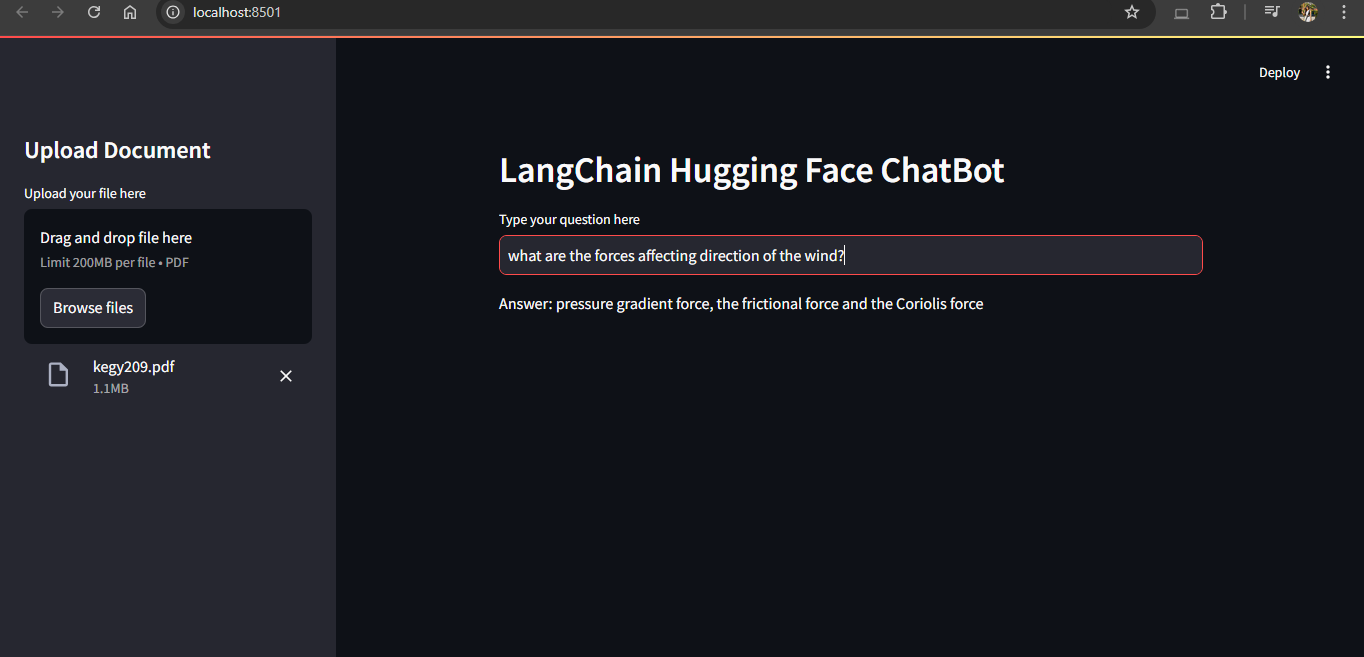 localhost:8501
Deploy
Upload Document
Upload your file here
Drag and drop file here
Limit 200MB per file • PDF
Browse files
kegy209.pdf
1.1MB
LangChain Hugging Face ChatBot
Type your question here
what are the forces affecting direction of the wind?
Answer: pressure gradient force, the frictional force and the Coriolis force